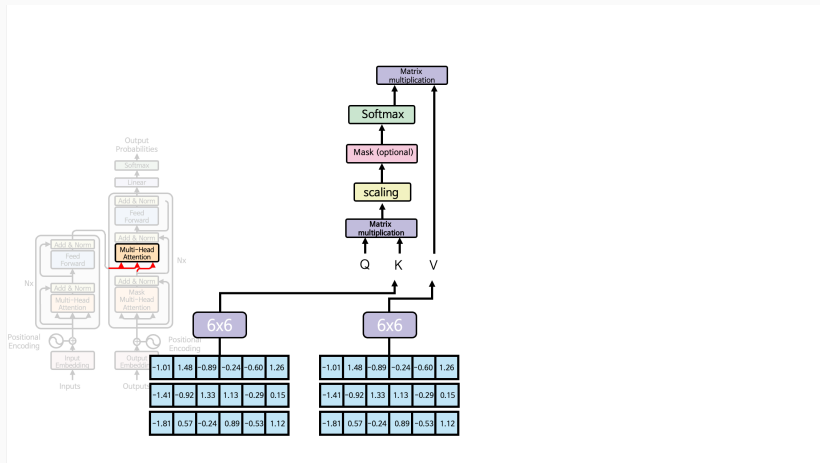 Matrix
multiplication
Softmax
Mask (optional)
scaling
Matrix
multiplication
Q K V
6x6 6x6
-1.01 1.48 -0.89 -0.24 -0.60 1.26
-1.41 -0.92 1.33 1.13 -0.29 0.15
-1.81 0.57 -0.24 0.89 -0.53 1.12
-1.01 1.48 -0.89 -0.24 -0.60 1.26
-1.41 -0.92 1.33 1.13 -0.29 0.15
-1.81 0.57 -0.24 0.89 -0.53 1.12
Output
Probabilities
Softmax
Linear
Add & Norm
Feed
Forward
Add & Norm
Multi-Head
Attention
Nx
Add & Norm
Mask
Multi-Head
Attention
Positional
Encoding
Output
Embedding
Outputs
Add & Norm
Feed
Forward
Nx
Add & Norm
Multi-Head
Attention
Positional
Encoding
Input
Embedding
Inputs